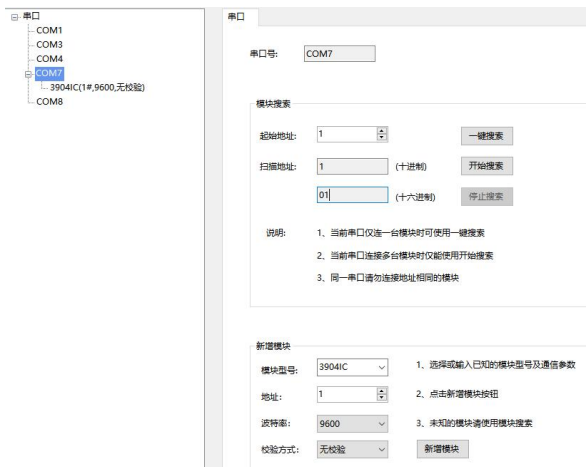 串口
COM1
COM3
COM4
COM7
3904IC(1#,9600,无校验)
COM8
串口
串口号: COM7
模块搜索
起始地址: 1 一键搜索
扫描地址: 1 (十进制) 开始搜索
01 (十六进制) 停止搜索
说明: 1、当前串口仅连一台模块时可使用一键搜索
2、当前串口连接多台模块时仅能使用开始搜索
3、同一串口请勿连接地址相同的模块
新增模块
模块型号: 3904IC 1、选择或输入已知的模块型号及通信参数
地址: 1 2、点击新增模块按钮
波特率: 9600 3、未知的模块请使用模块搜索
校验方式: 无校验 新增模块